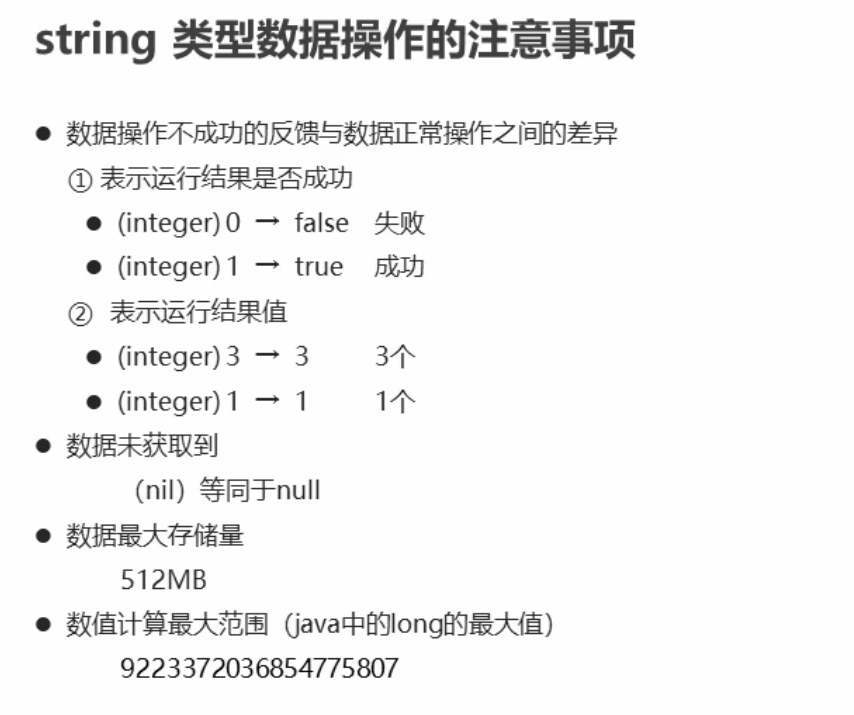 string 类型数据操作的注意事项
● 数据操作不成功的反馈与数据正常操作之间的差异
① 表示运行结果是否成功
● (integer) 0 → false 失败
● (integer) 1 → true 成功
② 表示运行结果值
● (integer) 3 → 3 3个
● (integer) 1 → 1 1个
● 数据未获取到
（nil）等同于null
● 数据最大存储量
512MB
● 数值计算最大范围（java中的long的最大值）
9223372036854775807